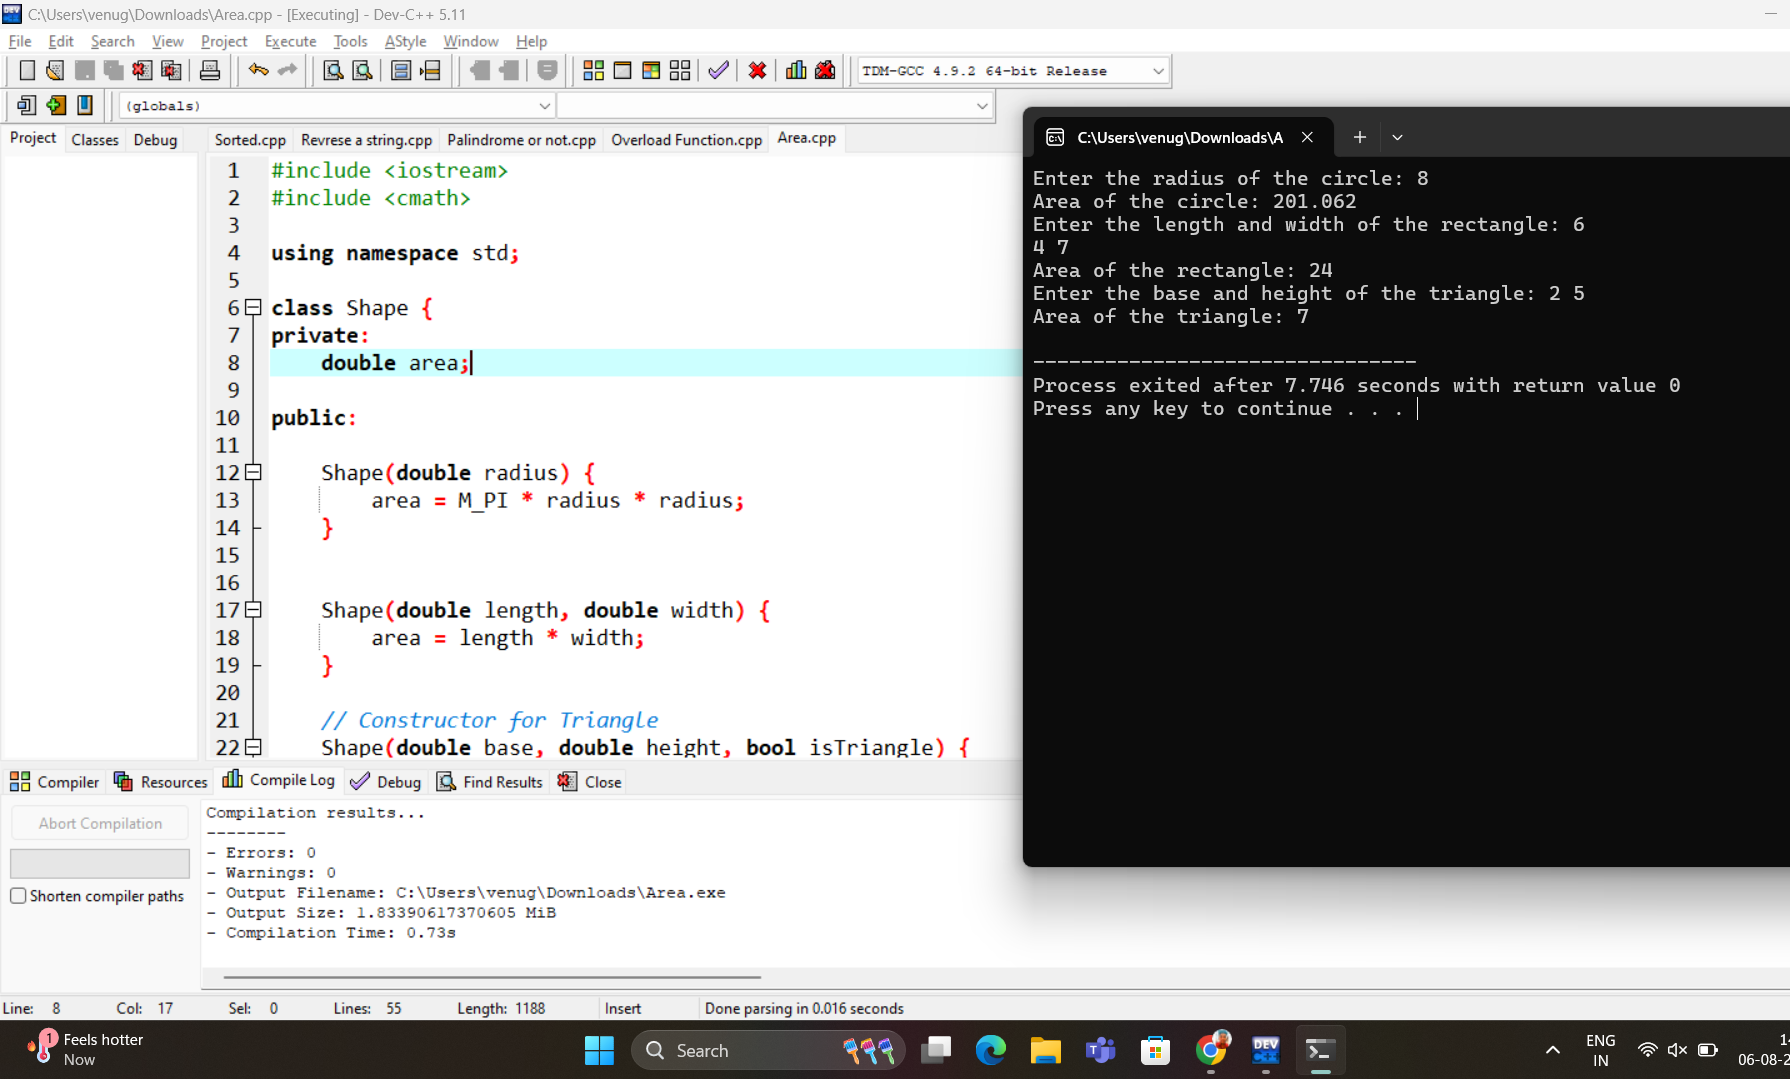 C:\Users\venug\Downloads\Area.cpp - [Executing] - Dev-C++ 5.11
File Edit Search View Project Execute Tools AStyle Window Help
TDM-GCC 4.9.2 64-bit Release
(globals)
Project Classes Debug
Sorted.cpp Revrese a string.cpp Palindrome or not.cpp Overload Function.cpp Area.cpp
1 #include <iostream>
2 #include <cmath>
3
4 using namespace std;
5
6 class Shape {
7 private:
8 double area;
9
10 public:
11
12 Shape(double radius) {
13 area = M_PI * radius * radius;
14 }
15
16
17 Shape(double length, double width) {
18 area = length * width;
19 }
20
21 // Constructor for Triangle
22 Shape(double base, double height, bool isTriangle) {
C:\Users\venug\Downloads\A
Enter the radius of the circle: 8
Area of the circle: 201.062
Enter the length and width of the rectangle: 6
4 7
Area of the rectangle: 24
Enter the base and height of the triangle: 2 5
Area of the triangle: 7
--------------------------------
Process exited after 7.746 seconds with return value 0
Press any key to continue . . .
Compiler Resources Compile Log Debug Find Results Close
Abort Compilation
Shorten compiler paths
Compilation results...
--------
- Errors: 0
- Warnings: 0
- Output Filename: C:\Users\venug\Downloads\Area.exe
- Output Size: 1.83390617370605 MiB
- Compilation Time: 0.73s
Line: 8 Col: 17 Sel: 0 Lines: 55 Length: 1188 Insert Done parsing in 0.016 seconds
1
Feels hotter
Now
Search
DEV C++
ENG
IN
06-08-2